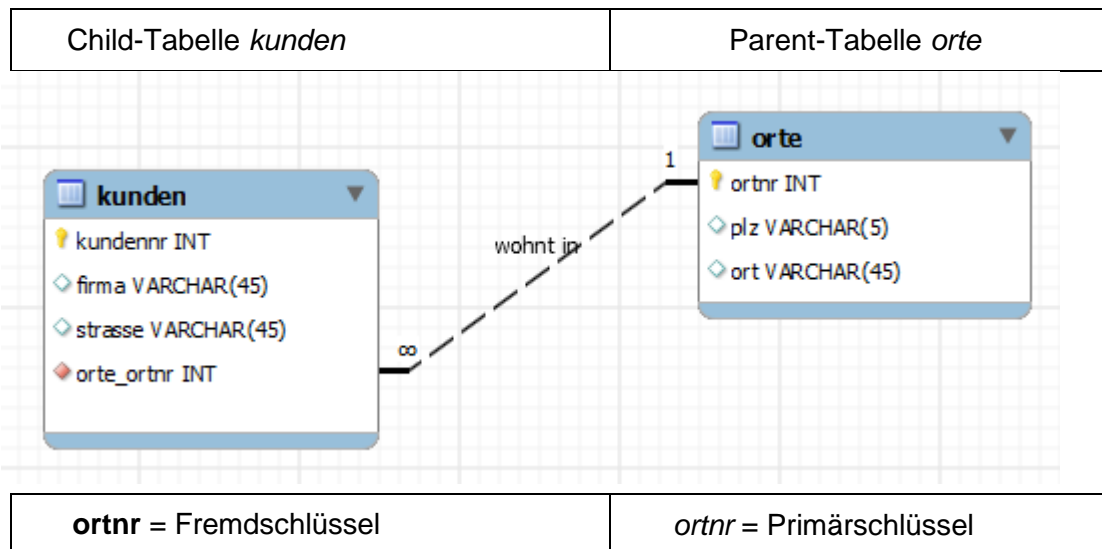 Child-Tabelle kunden
Parent-Tabelle orte
orte
1
ortnr INT
plz VARCHAR(5)
ort VARCHAR(45)
wohnt in
kunden
kundennr INT
firma VARCHAR(45)
strasse VARCHAR(45)
orte_ortnr INT
∞
ortnr = Fremdschlüssel
ortnr = Primärschlüssel